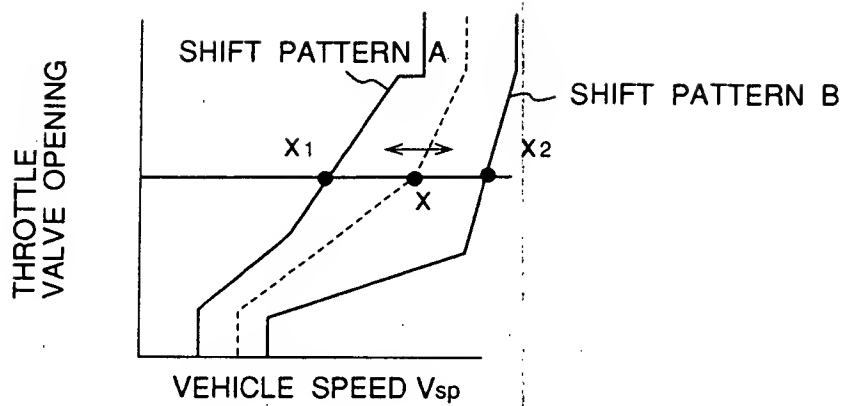 SHIFT PATTERN A
SHIFT PATTERN B
X1
X2
X
THROTTLE
VALVE OPENING
VEHICLE SPEED Vsp